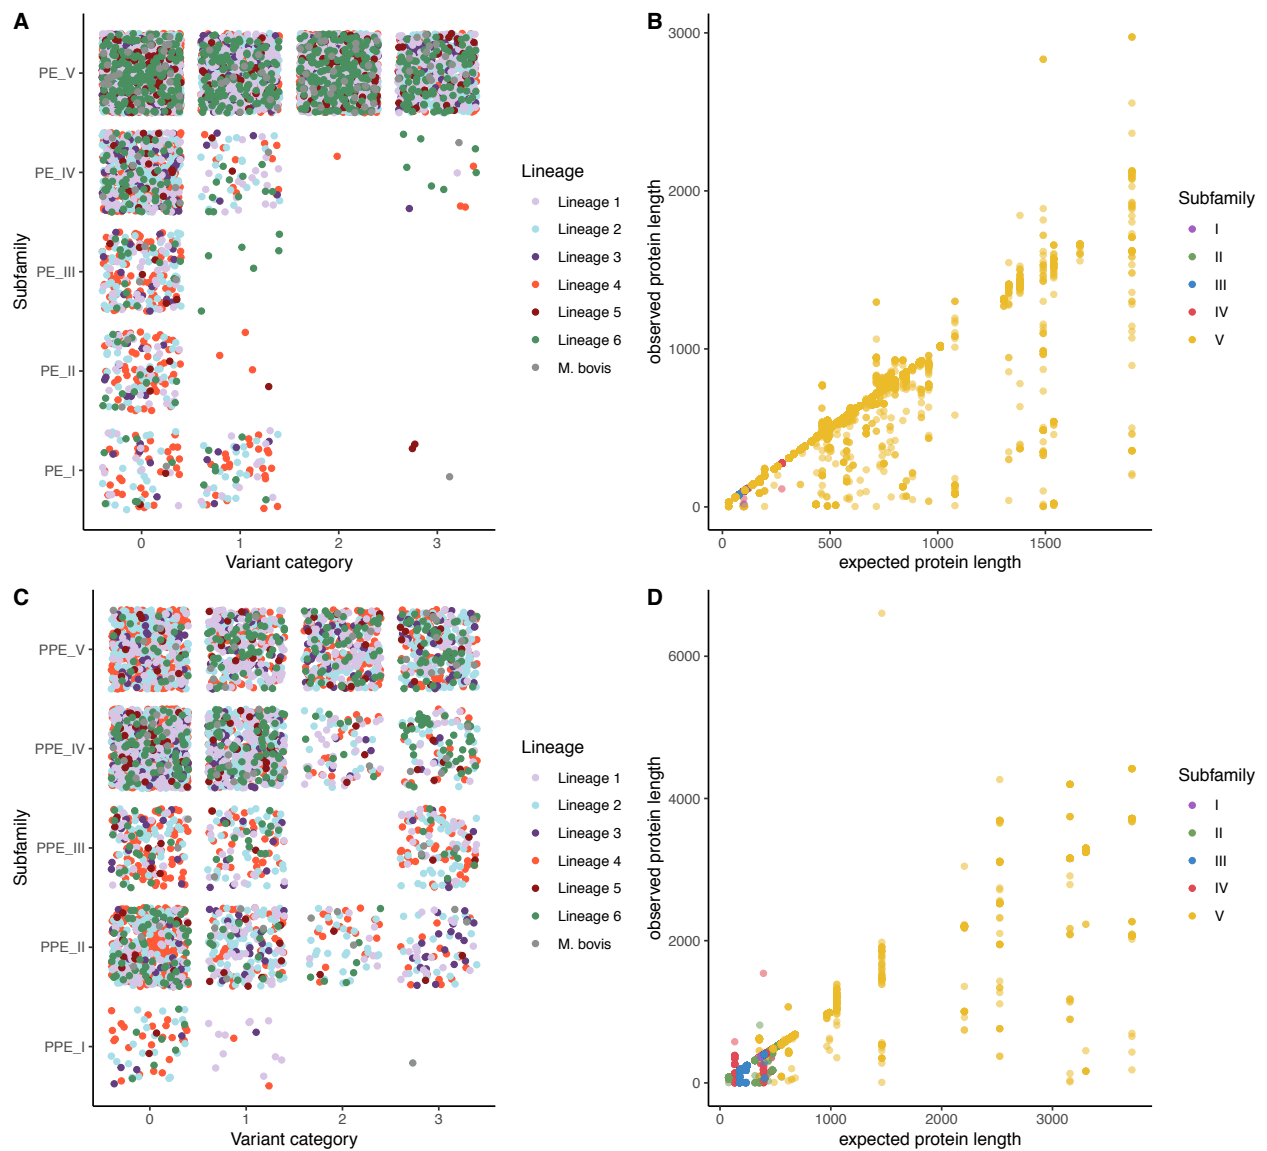 A
PE_V
PE_IV
PE_III
PE_II
PE_I
Subfamily
0
1
2
3
Variant category
Lineage
Lineage 1
Lineage 2
Lineage 3
Lineage 4
Lineage 5
Lineage 6
M. bovis
B
3000
2000
1000
0
observed protein length
0
500
1000
1500
expected protein length
Subfamily
I
II
III
IV
V
C
PPE_V
PPE_IV
PPE_III
PPE_II
PPE_I
Subfamily
0
1
2
3
Variant category
Lineage
Lineage 1
Lineage 2
Lineage 3
Lineage 4
Lineage 5
Lineage 6
M. bovis
D
6000
4000
2000
0
observed protein length
0
1000
2000
3000
expected protein length
Subfamily
I
II
III
IV
V